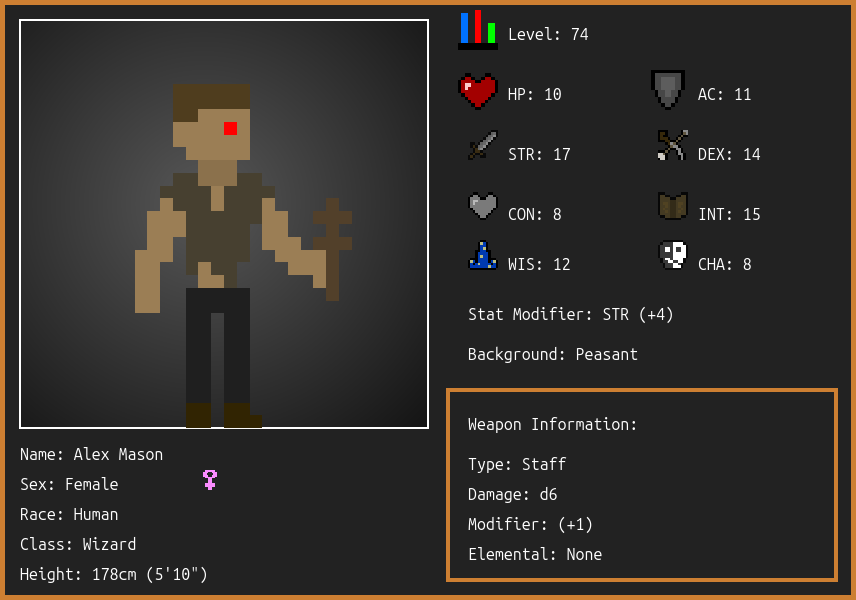 Level: 74
HP: 10
AC: 11
STR: 17
DEX: 14
CON: 8
INT: 15
WIS: 12
CHA: 8
Stat Modifier: STR (+4)
Background: Peasant
Weapon Information:
Type: Staff
Damage: d6
Modifier: (+1)
Elemental: None
Name: Alex Mason
Sex: Female
Race: Human
Class: Wizard
Height: 178cm (5'10")